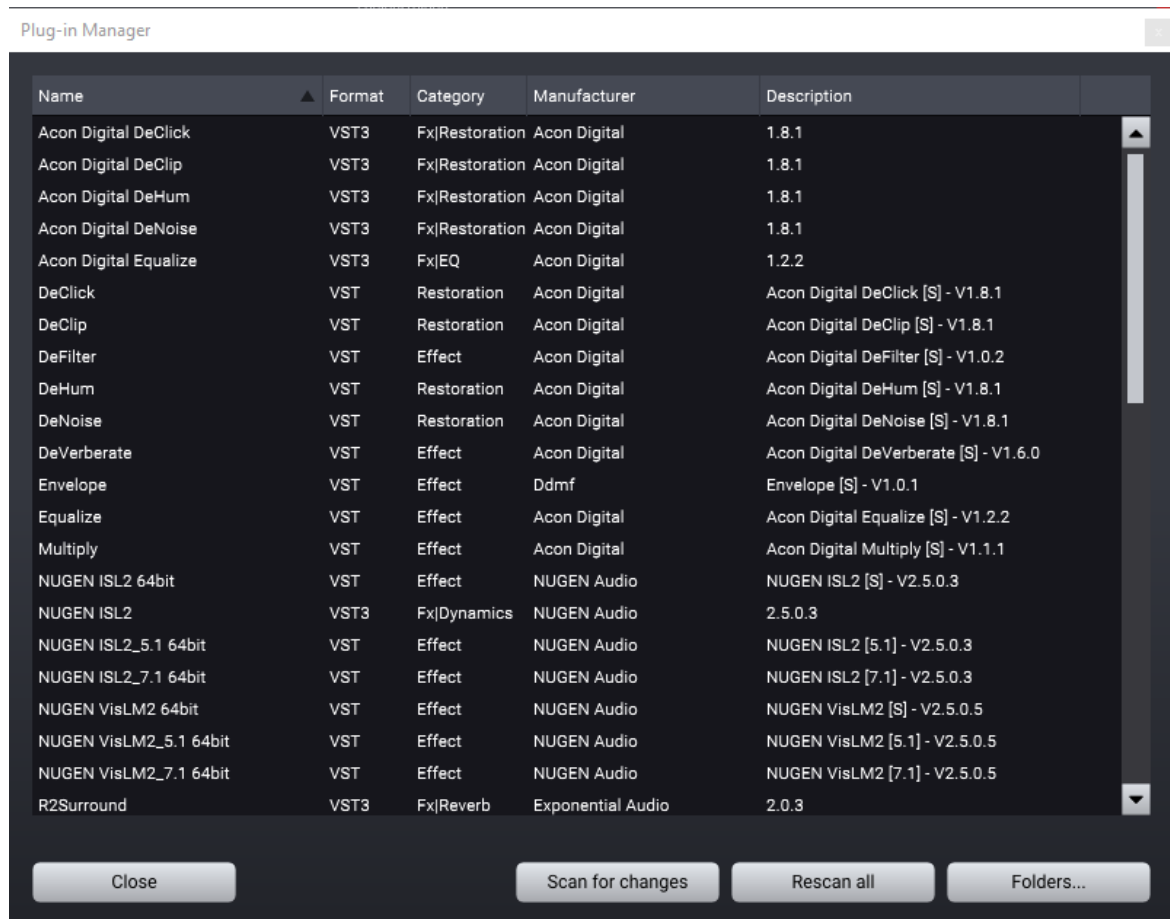 Plug-in Manager
Name Format Category Manufacturer Description
Acon Digital DeClick VST3 Fx|Restoration Acon Digital 1.8.1
Acon Digital DeClip VST3 Fx|Restoration Acon Digital 1.8.1
Acon Digital DeHum VST3 Fx|Restoration Acon Digital 1.8.1
Acon Digital DeNoise VST3 Fx|Restoration Acon Digital 1.8.1
Acon Digital Equalize VST3 Fx|EQ Acon Digital 1.2.2
DeClick VST Restoration Acon Digital Acon Digital DeClick [S] - V1.8.1
DeClip VST Restoration Acon Digital Acon Digital DeClip [S] - V1.8.1
DeFilter VST Effect Acon Digital Acon Digital DeFilter [S] - V1.0.2
DeHum VST Restoration Acon Digital Acon Digital DeHum [S] - V1.8.1
DeNoise VST Restoration Acon Digital Acon Digital DeNoise [S] - V1.8.1
DeVerberate VST Effect Acon Digital Acon Digital DeVerberate [S] - V1.6.0
Envelope VST Effect Ddmf Envelope [S] - V1.0.1
Equalize VST Effect Acon Digital Acon Digital Equalize [S] - V1.2.2
Multiply VST Effect Acon Digital Acon Digital Multiply [S] - V1.1.1
NUGEN ISL2 64bit VST Effect NUGEN Audio NUGEN ISL2 [S] - V2.5.0.3
NUGEN ISL2 VST3 Fx|Dynamics NUGEN Audio 2.5.0.3
NUGEN ISL2_5.1 64bit VST Effect NUGEN Audio NUGEN ISL2 [5.1] - V2.5.0.3
NUGEN ISL2_7.1 64bit VST Effect NUGEN Audio NUGEN ISL2 [7.1] - V2.5.0.3
NUGEN VisLM2 64bit VST Effect NUGEN Audio NUGEN VisLM2 [S] - V2.5.0.5
NUGEN VisLM2_5.1 64bit VST Effect NUGEN Audio NUGEN VisLM2 [5.1] - V2.5.0.5
NUGEN VisLM2_7.1 64bit VST Effect NUGEN Audio NUGEN VisLM2 [7.1] - V2.5.0.5
R2Surround VST3 Fx|Reverb Exponential Audio 2.0.3
Close Scan for changes Rescan all Folders...